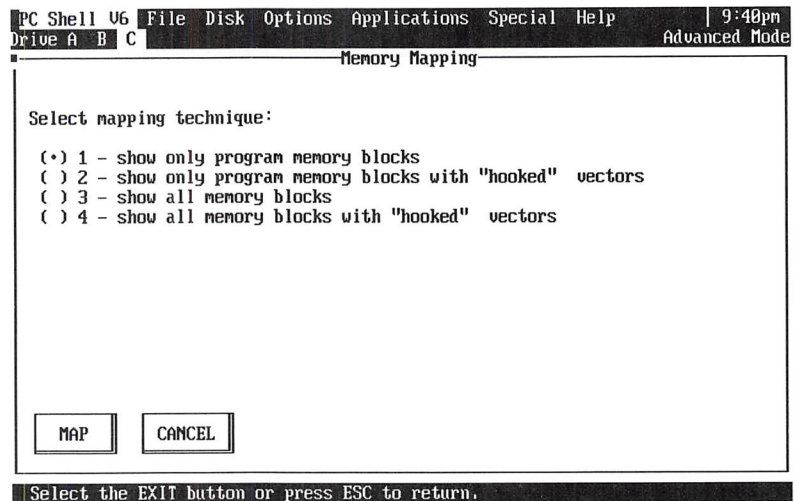 PC Shell V6 File Disk Options Applications Special Help | 9:40pm
Drive A B C Advanced Mode
Memory Mapping
Select mapping technique:
(•) 1 - show only program memory blocks
( ) 2 - show only program memory blocks with "hooked" vectors
( ) 3 - show all memory blocks
( ) 4 - show all memory blocks with "hooked" vectors
MAP CANCEL
Select the EXIT button or press ESC to return.